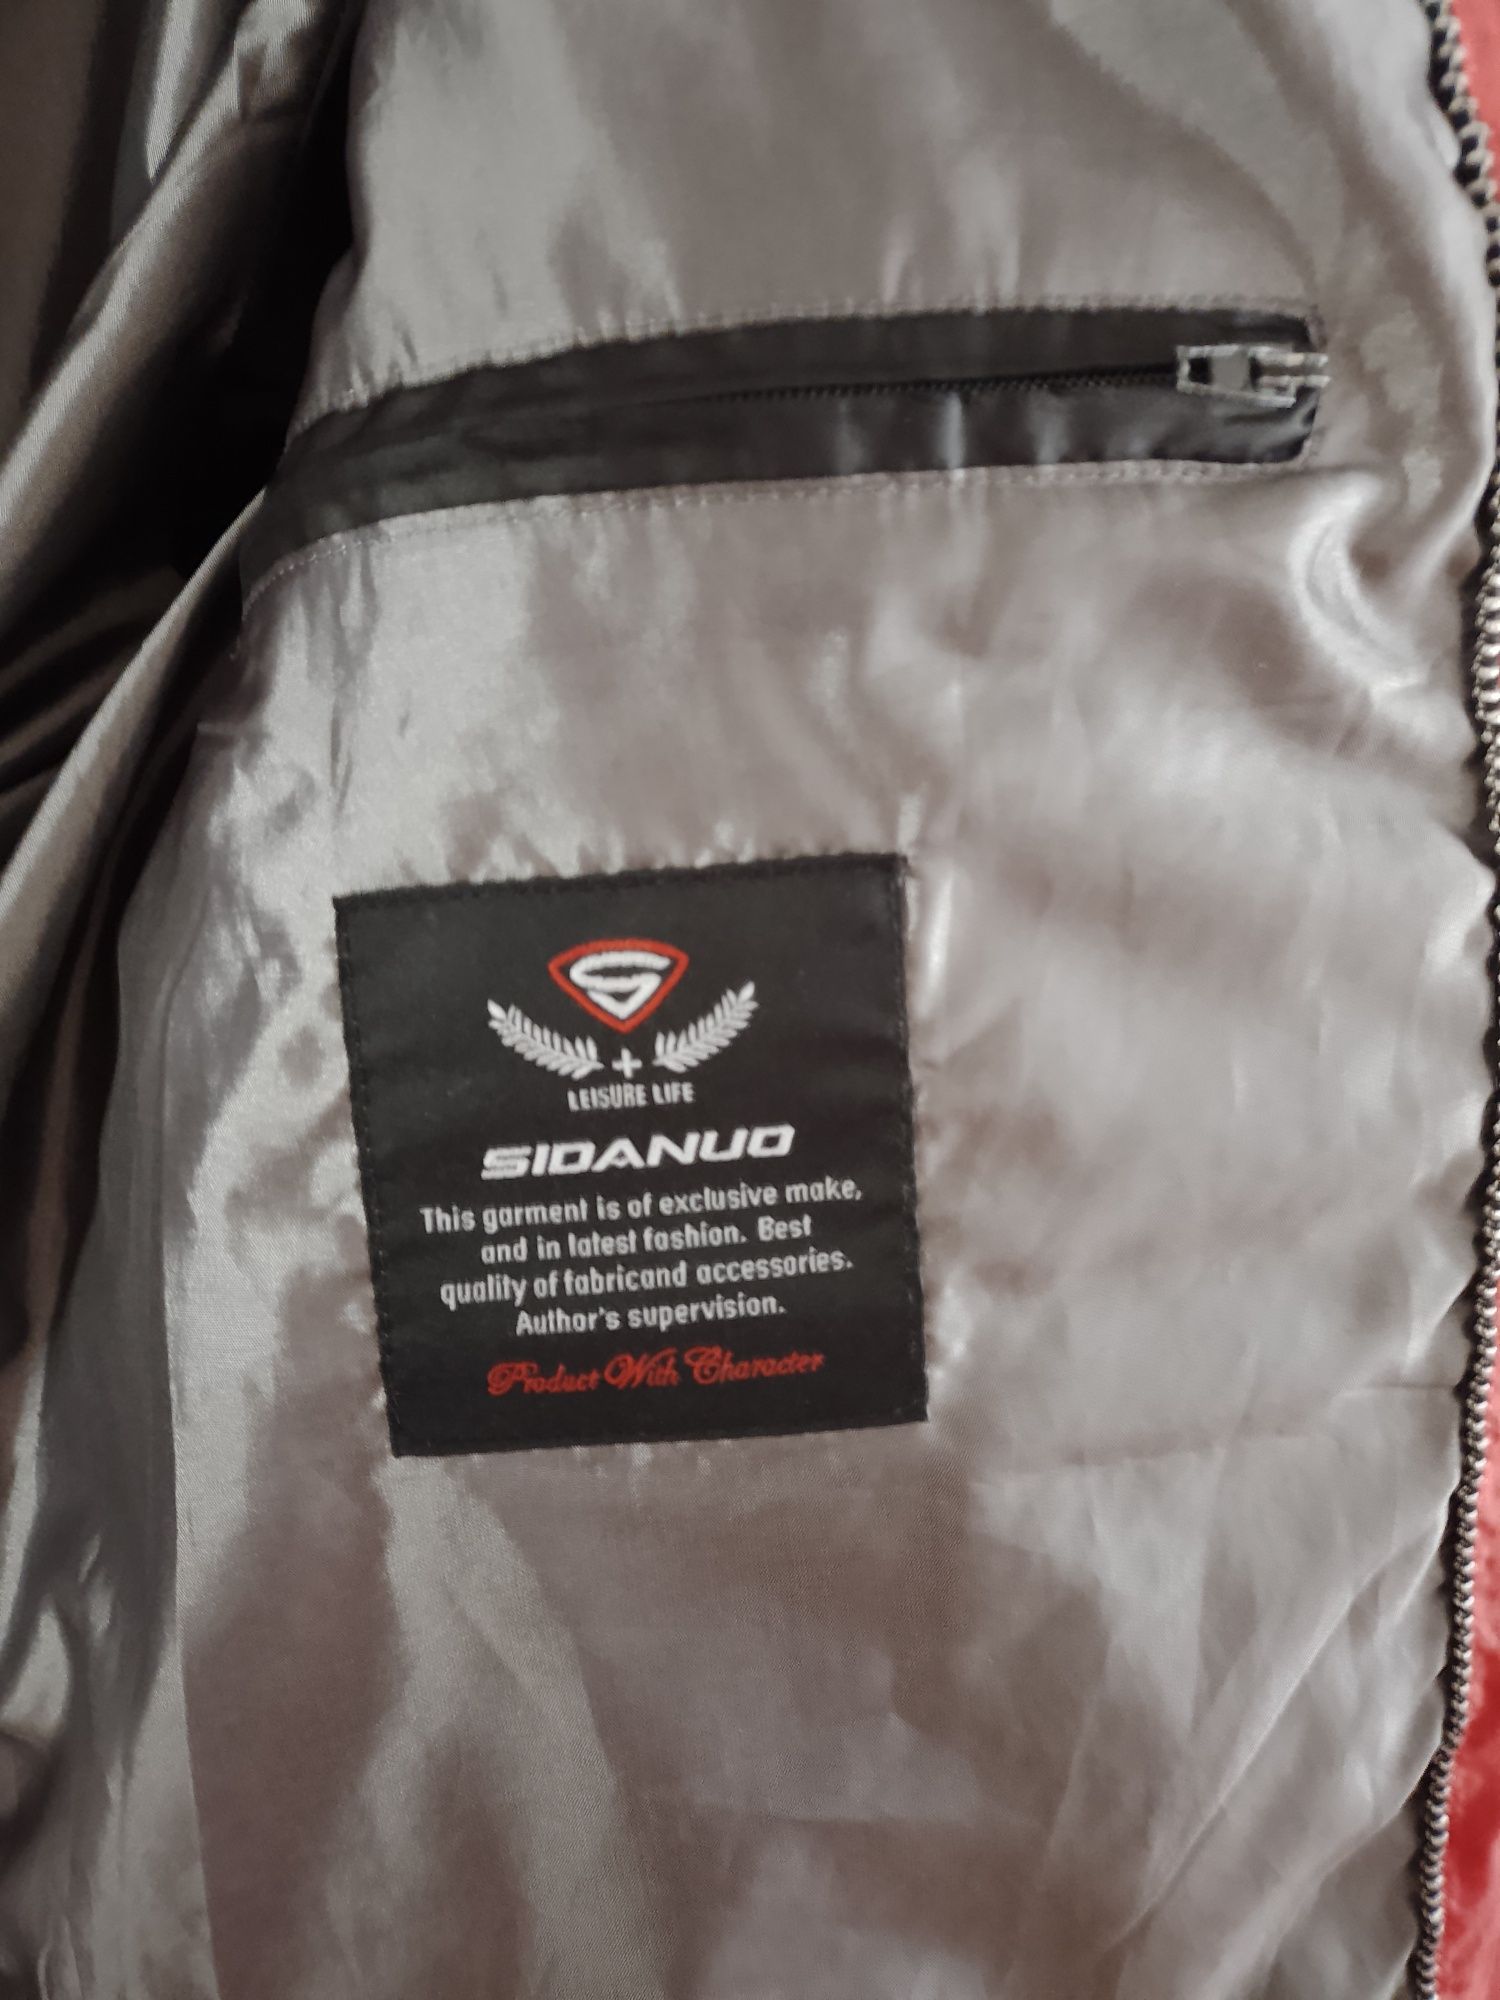 LEISURE LIFE
SIDANUO
This garment is of exclusive make,
and in latest fashion. Best
quality of fabricand accessories.
Author's supervision.
Product With Character